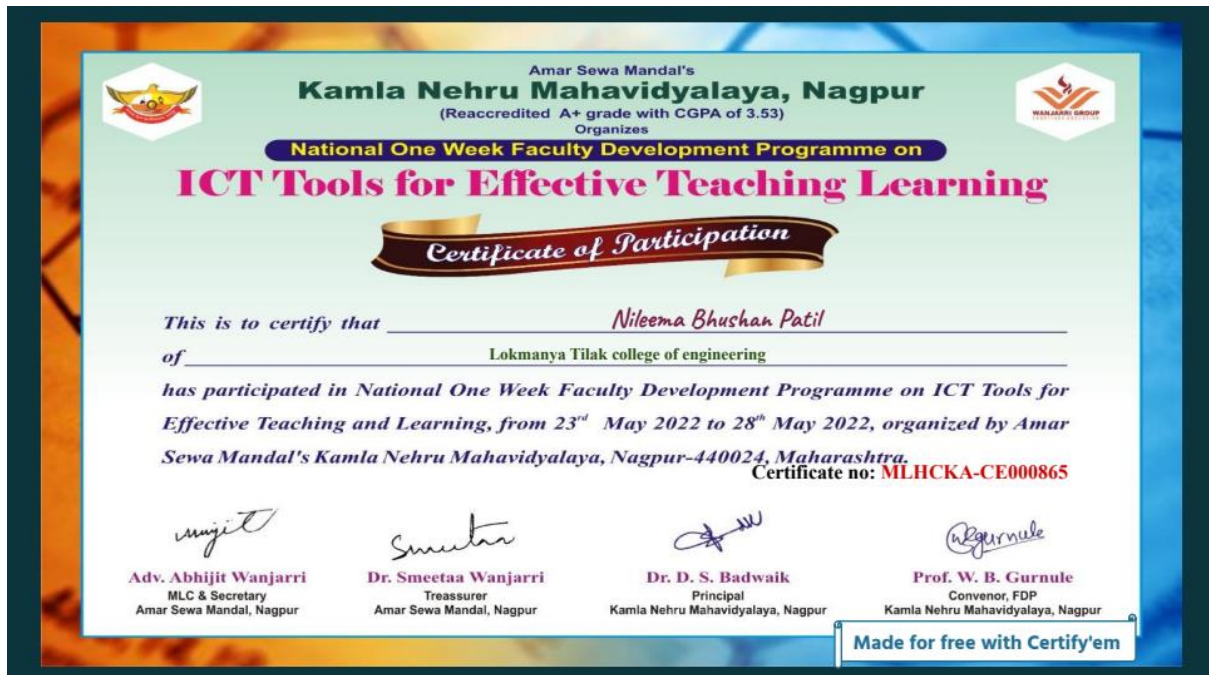 Amar Sewa Mandal's
Kamla Nehru Mahavidyalaya, Nagpur
(Reaccredited A+ grade with CGPA of 3.53)
Organizes
National One Week Faculty Development Programme on
ICT Tools for Effective Teaching Learning
WANJARRI GROUP
Certificate of Participation
This is to certify that Nileema Bhushan Patil
of Lokmanya Tilak college of engineering
has participated in National One Week Faculty Development Programme on ICT Tools for
Effective Teaching and Learning, from 23rd May 2022 to 28th May 2022, organized by Amar
Sewa Mandal's Kamla Nehru Mahavidyalaya, Nagpur-440024, Maharashtra.
Certificate no: MLHCKA-CE000865
Adv. Abhijit Wanjarri
MLC & Secretary
Amar Sewa Mandal, Nagpur
Dr. Smeetaa Wanjarri
Treassurer
Amar Sewa Mandal, Nagpur
Dr. D. S. Badwaik
Principal
Kamla Nehru Mahavidyalaya, Nagpur
Prof. W. B. Gurnule
Convenor, FDP
Kamla Nehru Mahavidyalaya, Nagpur
Made for free with Certify'em